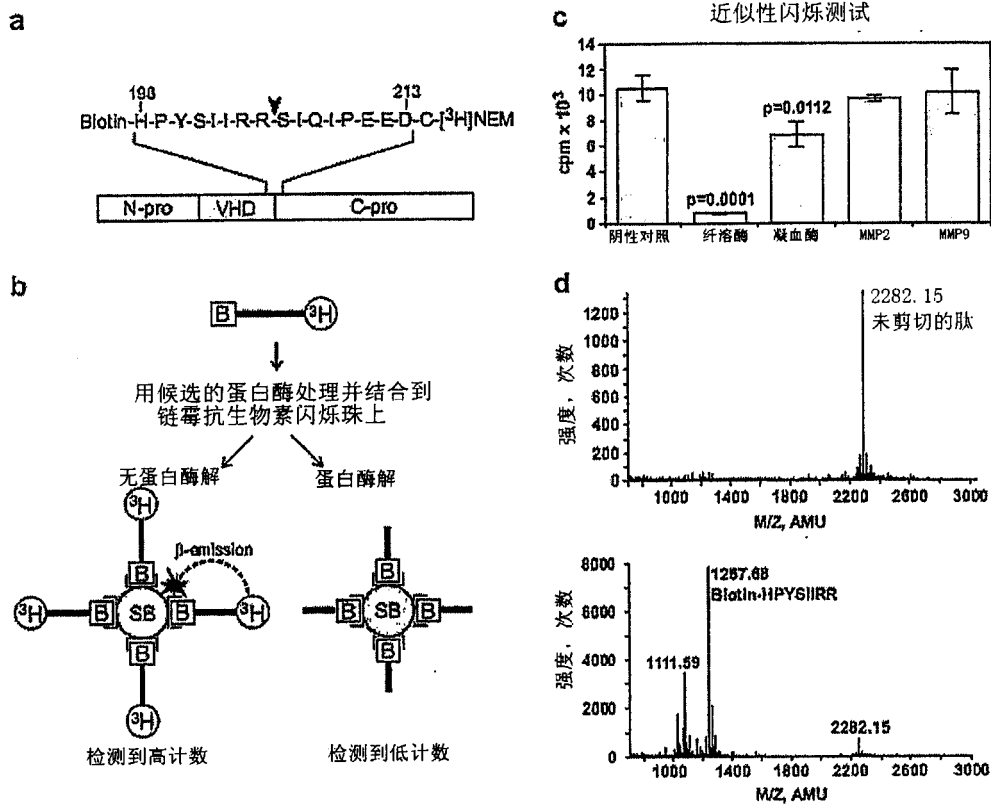 a
198
213
Biotin-H-P-Y-S-I-I-R-R-S-I-Q-I-P-E-E-D-C-[³H]NEM
N-pro
VHD
C-pro
b
B
³H
用候选的蛋白酶处理并结合到
链霉抗生物素闪烁珠上
无蛋白酶解
蛋白酶解
³H
β-emission
B
B
³H
B
SB
B
³H
B
SB
B
B
B
³H
检测到高计数
检测到低计数
c
近似性闪烁测试
cpm x 10³
14
12
10
8
6
4
2
0
p=0.0001
p=0.0112
阴性对照
纤溶酶
凝血酶
MMP2
MMP9
d
强度，次数
1200
1000
800
600
400
200
0
2282.15
未剪切的肽
1000
1400
1800
2200
2600
3000
M/Z, AMU
强度，次数
8000
6000
4000
2000
0
1257.68
Biotin-HPYSIIRR
1111.59
2282.15
1000
1400
1800
2200
2600
3000
M/Z, AMU